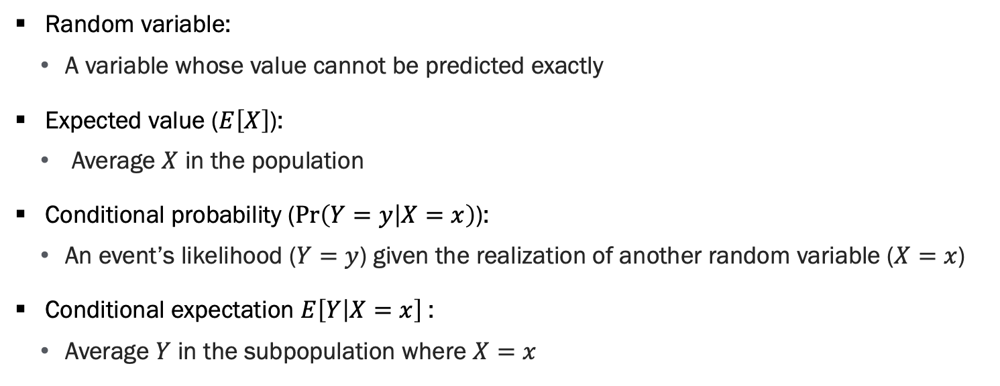 ▪ Random variable:
• A variable whose value cannot be predicted exactly
▪ Expected value (E[X]):
• Average X in the population
▪ Conditional probability (Pr(Y = y|X = x)):
• An event’s likelihood (Y = y) given the realization of another random variable (X = x)
▪ Conditional expectation E[Y|X = x] :
• Average Y in the subpopulation where X = x